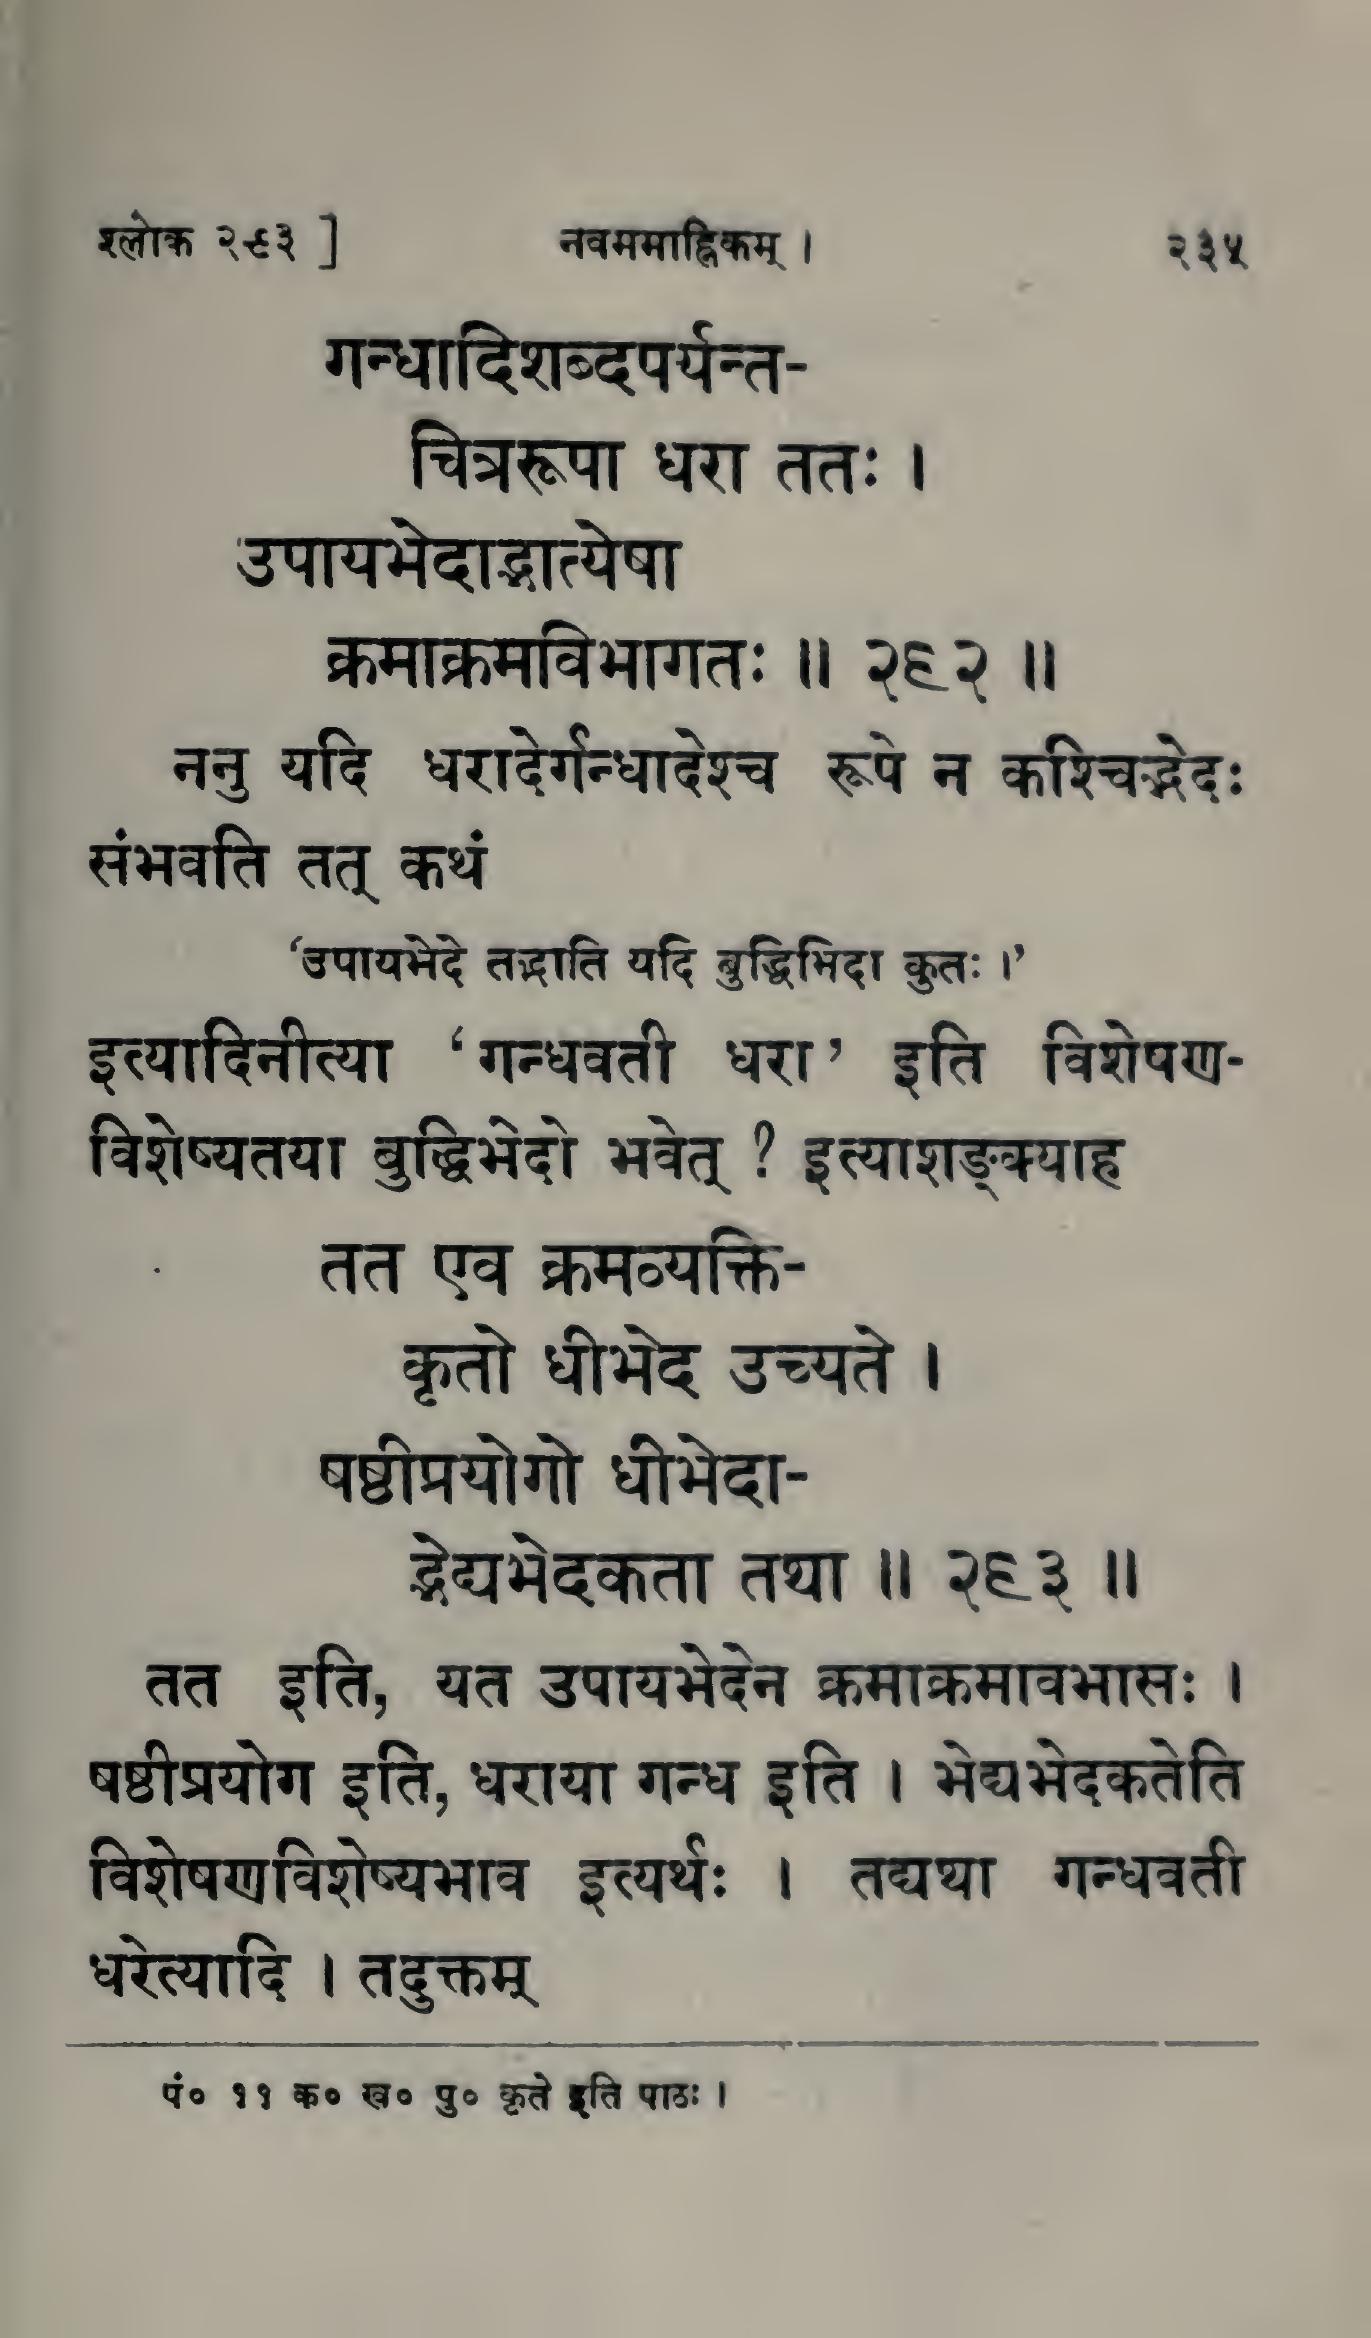 श्लोक २९३ ] नवममाह्निकम् । २३५
गन्धादिशब्दपर्यन्त-
चित्ररूपा धरा ततः ।
उपायभेदाद्भात्येषा
क्रमाक्रमविभागतः ॥ २९२ ॥
ननु यदि धरादेर्गन्धादेश्च रूपे न कश्चिद्भेदः
संभवति तत् कथं
‘उपायभेदे तद्भाति यदि बुद्धिभिदा कुतः ।’
इत्यादिनीत्या ‘गन्धवती धरा’ इति विशेषण-
विशेष्यतया बुद्धिभेदो भवेत् ? इत्याशङ्क्याह
तत एव क्रमव्यक्ति-
कृतो धीभेद उच्यते ।
षष्ठीप्रयोगो धीभेदा-
द्भेद्यभेदकता तथा ॥ २९३ ॥
तत इति, यत उपायभेदेन क्रमाक्रमावभासः ।
षष्ठीप्रयोग इति, धराया गन्ध इति । भेद्यभेदकतेति
विशेषणविशेष्यभाव इत्यर्थः । तद्यथा गन्धवती
धरेत्यादि । तदुक्तम्
पं० ११ क० ख० पु० कृते इति पाठः ।